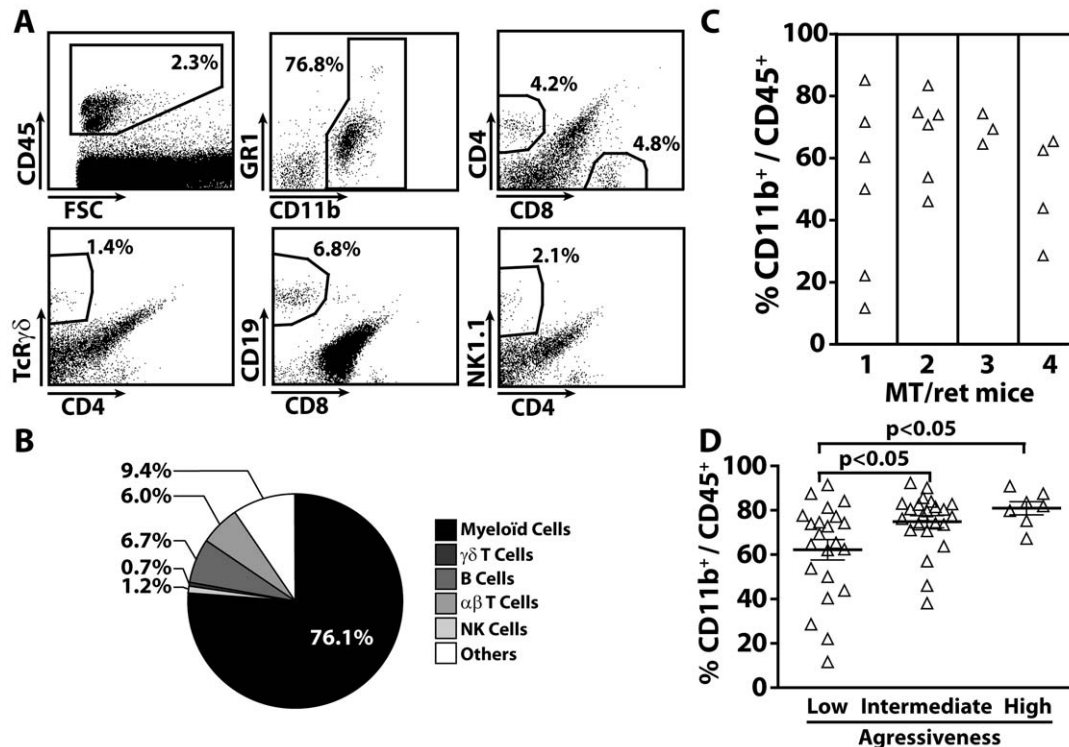 A
CD45
FSC
2.3%
GR1
CD11b
76.8%
CD4
CD8
4.2%
4.8%
TcRγδ
CD4
1.4%
CD19
CD8
6.8%
NK1.1
CD4
2.1%
B
9.4%
6.0%
6.7%
0.7%
1.2%
76.1%
Myeloïd Cells
γδ T Cells
B Cells
αβ T Cells
NK Cells
Others
C
% CD11b+ / CD45+
100
80
60
40
20
0
1 2 3 4
MT/ret mice
D
p<0.05
p<0.05
% CD11b+ / CD45+
100
80
60
40
20
0
Low Intermediate High
Agressiveness